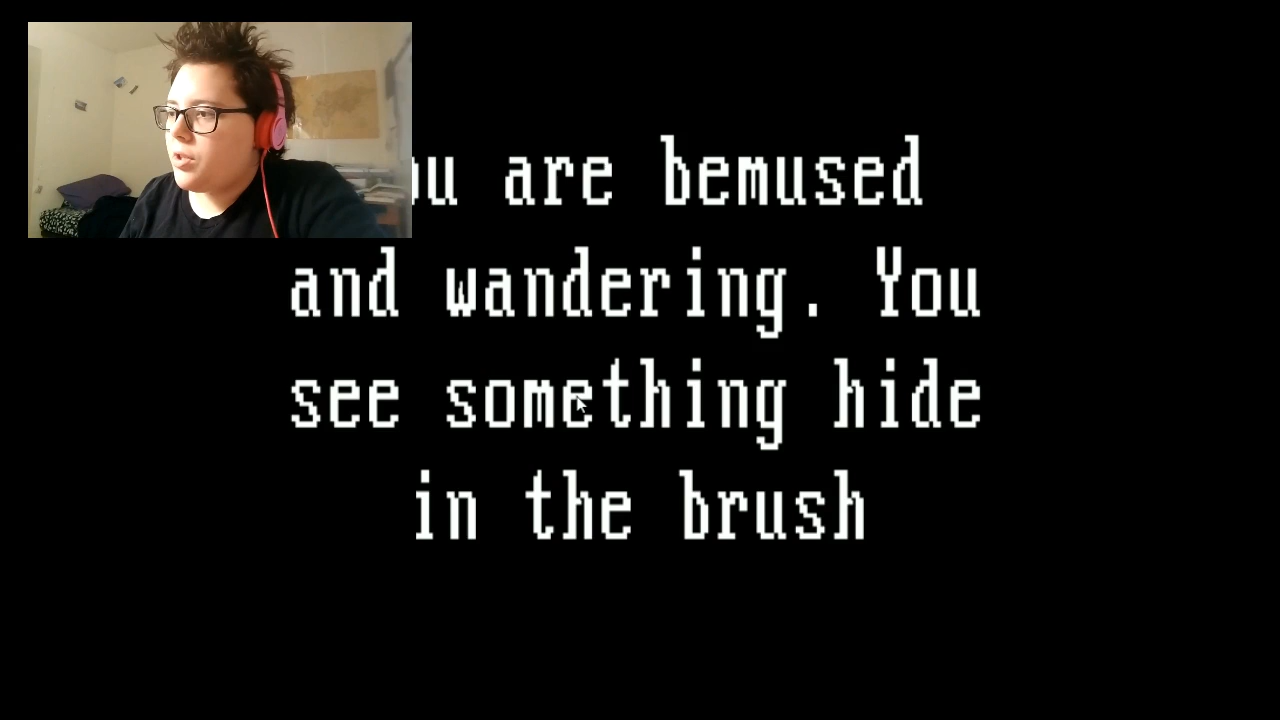 are bemused
and wandering. You
see something hide
in the brush